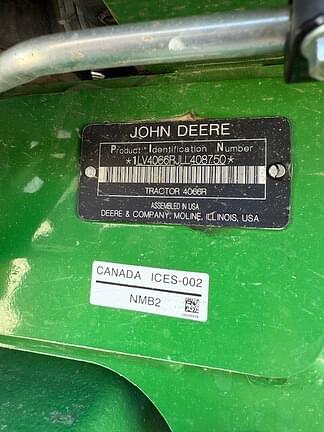 JOHN DEERE
Product Identification Number
*1LV4066RJLL408750*
TRACTOR 4066R
ASSEMBLED IN USA
DEERE & COMPANY, MOLINE, ILLINOIS, USA
CANADA ICES-002
NMB2